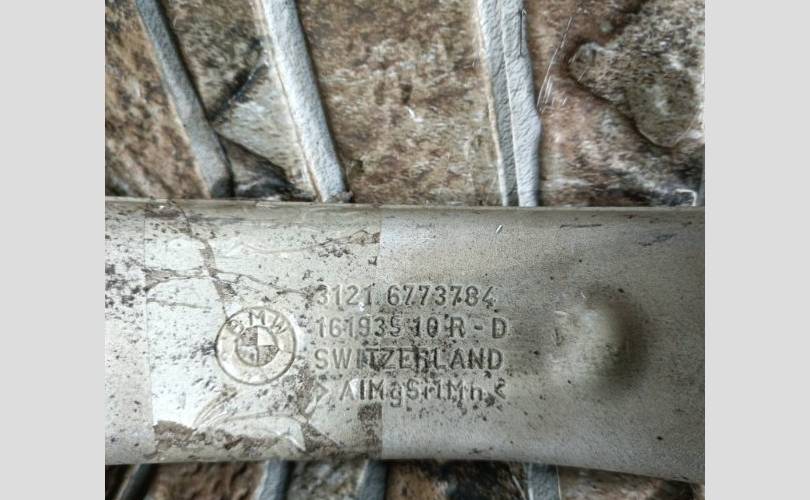 BMW
3121 6773784
16193510 R - D
SWITZERLAND
> AlMgSi1Mn <